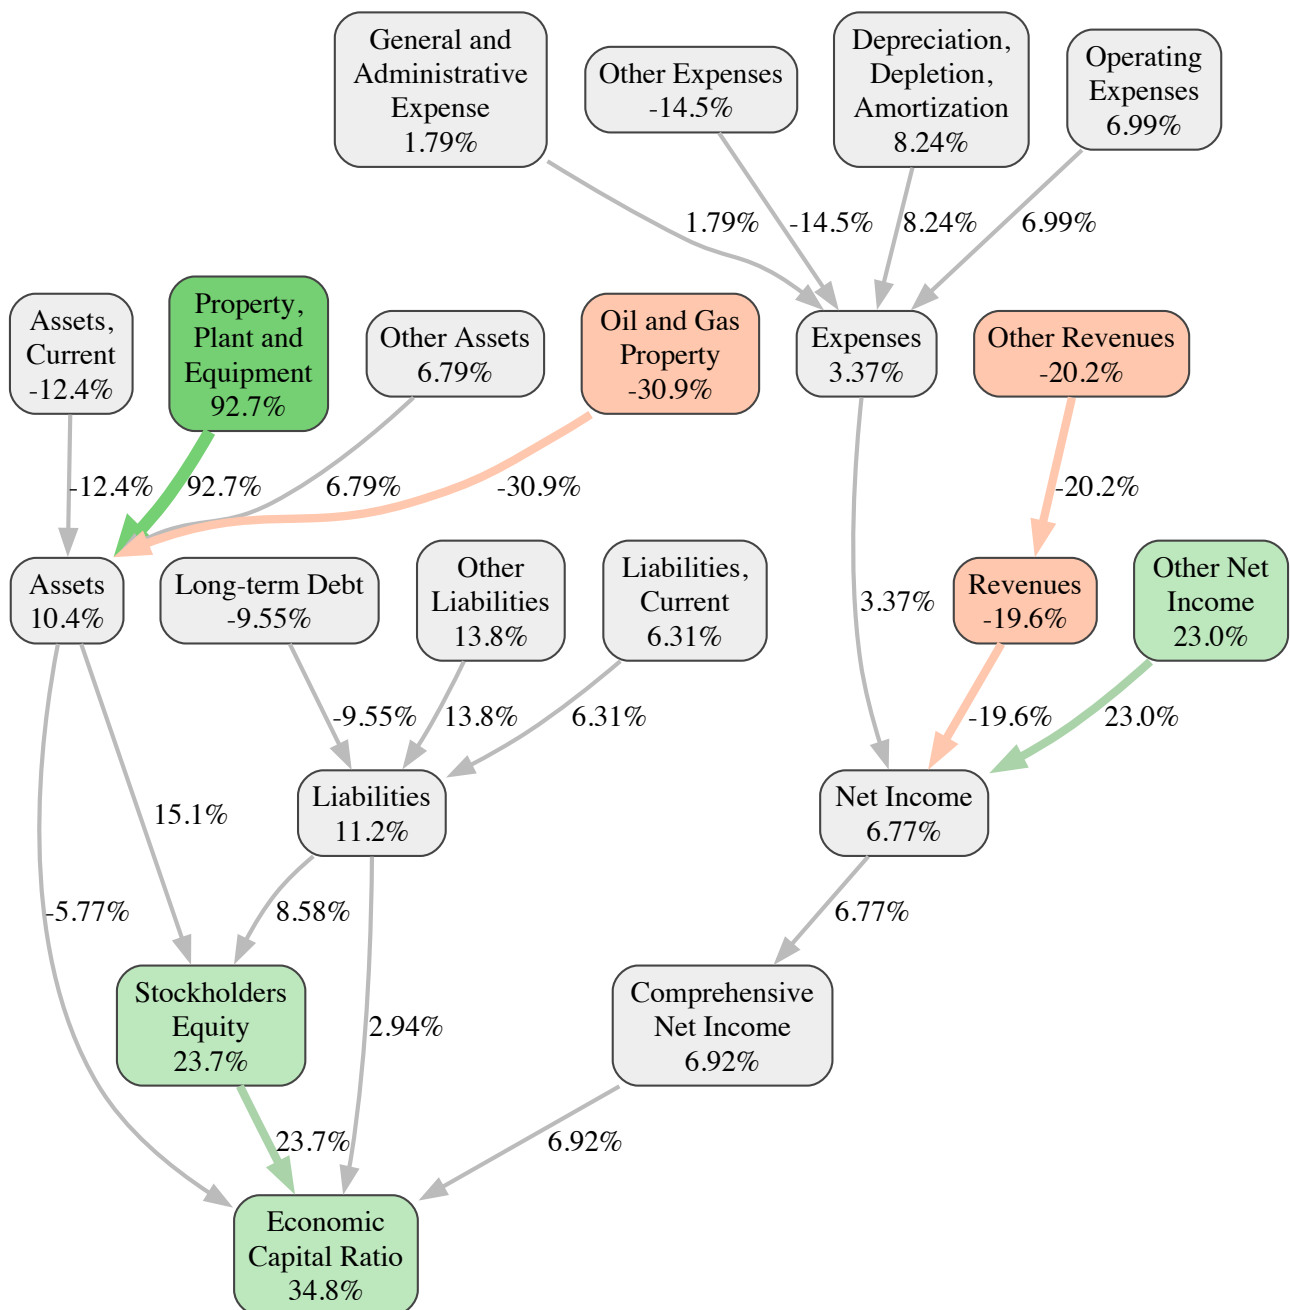 General and
Administrative
Expense
1.79%
Other Expenses
-14.5%
Depreciation,
Depletion,
Amortization
8.24%
Operating
Expenses
6.99%
1.79%
-14.5%
8.24%
6.99%
Assets,
Current
-12.4%
Property,
Plant and
Equipment
92.7%
Other Assets
6.79%
Oil and Gas
Property
-30.9%
Expenses
3.37%
Other Revenues
-20.2%
-12.4%
92.7%
6.79%
-30.9%
-20.2%
Assets
10.4%
Long-term Debt
-9.55%
Other
Liabilities
13.8%
Liabilities,
Current
6.31%
3.37%
Revenues
-19.6%
Other Net
Income
23.0%
-9.55%
13.8%
6.31%
-19.6%
23.0%
15.1%
Liabilities
11.2%
Net Income
6.77%
-5.77%
8.58%
6.77%
Stockholders
Equity
23.7%
2.94%
Comprehensive
Net Income
6.92%
23.7%
6.92%
Economic
Capital Ratio
34.8%